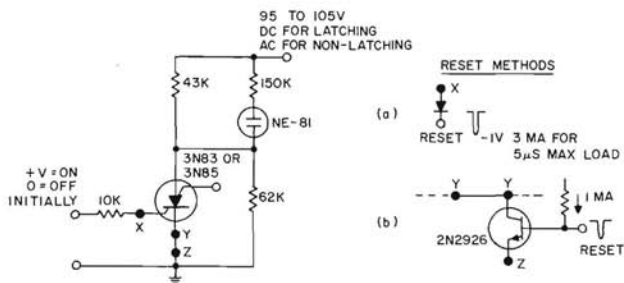 95 TO 105V
DC FOR LATCHING
AC FOR NON-LATCHING
43K
150K
NE-81
3N83 OR
3N85
+V=ON
O=OFF
INITIALLY
10K
X
62K
Y
Z
RESET METHODS
(a)
X
RESET
-1V
3 MA FOR
5µS MAX LOAD
Y
Y
(b)
1 MA
2N2926
RESET
Z